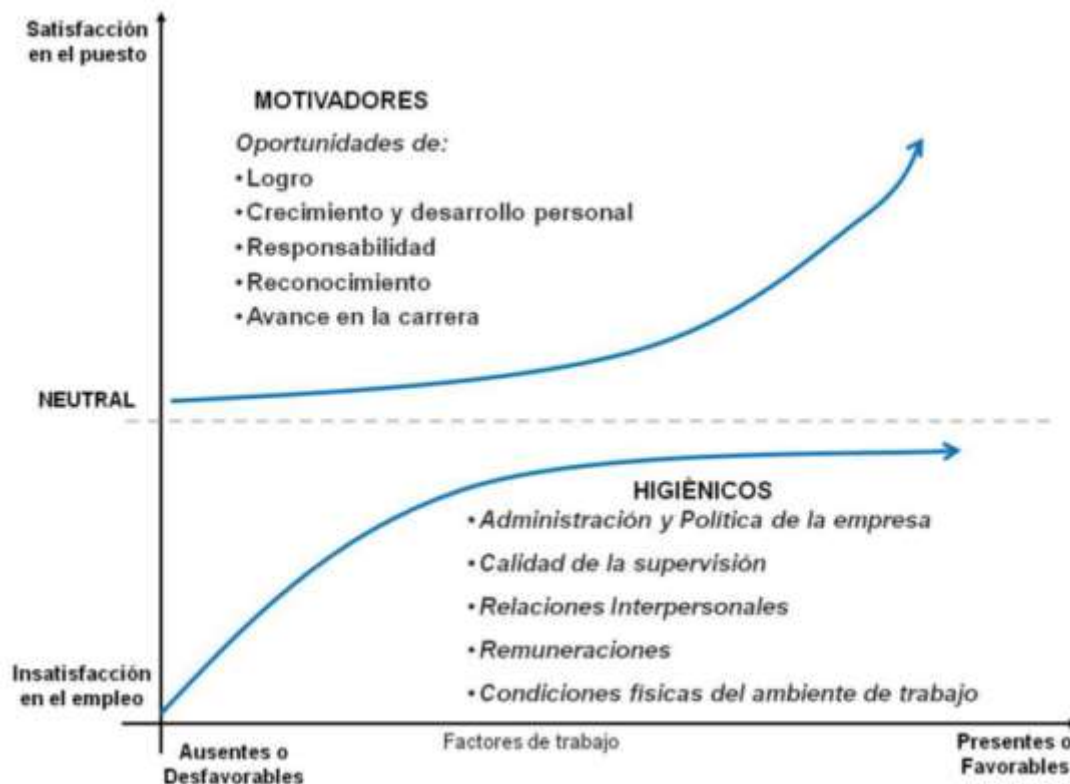 Satisfacción
en el puesto
MOTIVADORES
Oportunidades de:
•Logro
•Crecimiento y desarrollo personal
•Responsabilidad
•Reconocimiento
•Avance en la carrera
NEUTRAL
HIGIÈNICOS
•Administración y Política de la empresa
•Calidad de la supervisión
•Relaciones Interpersonales
•Remuneraciones
•Condiciones físicas del ambiente de trabajo
Insatisfacción
en el empleo
Ausentes o
Desfavorables
Factores de trabajo
Presentes o
Favorables